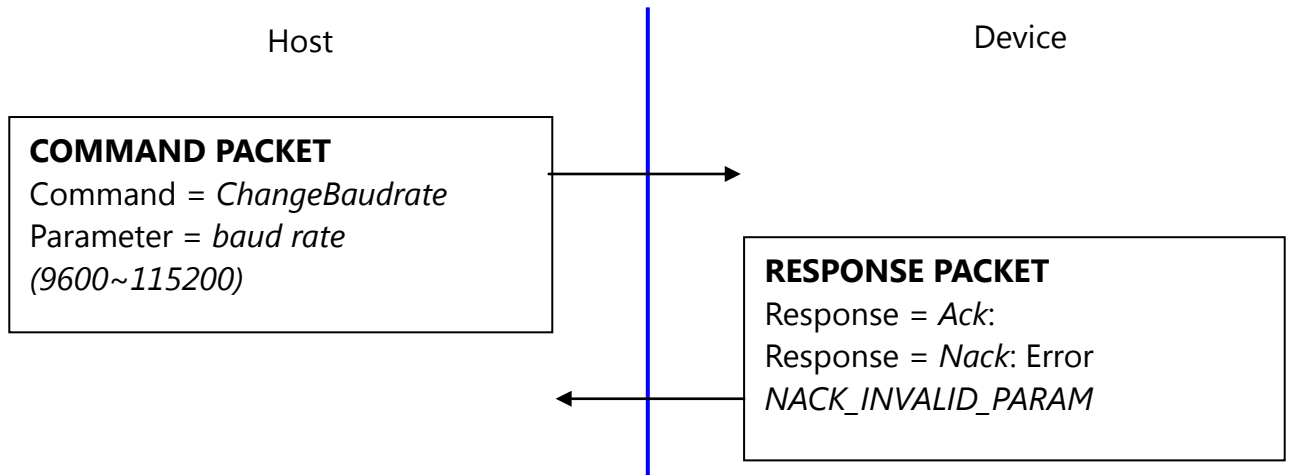 Host
Device
COMMAND PACKET
Command = ChangeBaudrate
Parameter = baud rate
(9600~115200)
RESPONSE PACKET
Response = Ack:
Response = Nack: Error
NACK_INVALID_PARAM